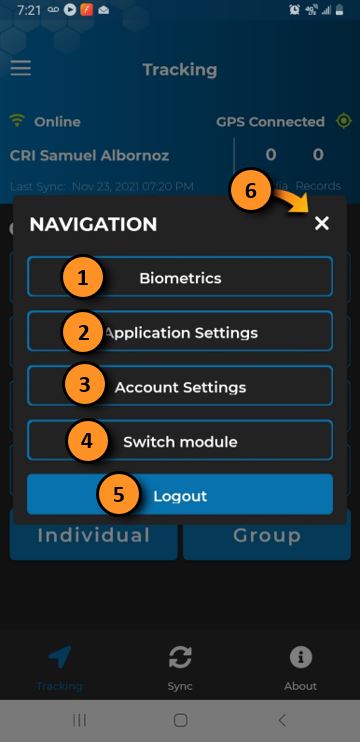 7:21
Tracking
Online GPS Connected
CRI Samuel Albornoz 0 0
Last Sync: Nov 23, 2021 07:20 PM Records
6
NAVIGATION
1 Biometrics
2 Application Settings
3 Account Settings
4 Switch module
5 Logout
Individual Group
Tracking Sync About